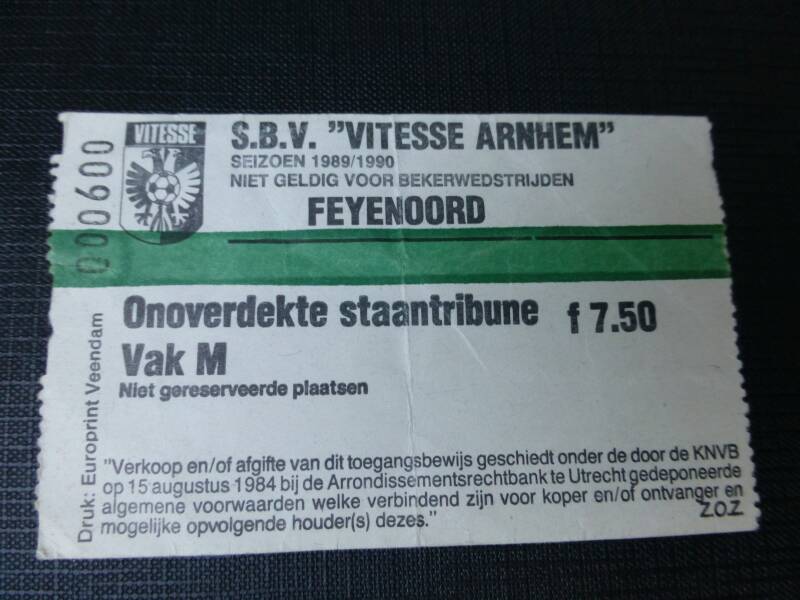 000600
VITESSE
S.B.V. "VITESSE ARNHEM"
SEIZOEN 1989/1990
NIET GELDIG VOOR BEKERWEDSTRIJDEN
FEYENOORD
Onoverdekte staantribune f 7.50
Vak M
Niet gereserveerde plaatsen
Druk: Europrint Veendam
"Verkoop en/of afgifte van dit toegangsbewijs geschiedt onder de door de KNVB
op 15 augustus 1984 bij de Arrondissementsrechtbank te Utrecht gedeponeerde
algemene voorwaarden welke verbindend zijn voor koper en/of ontvanger en
mogelijke opvolgende houder(s) dezes."
Z.O.Z